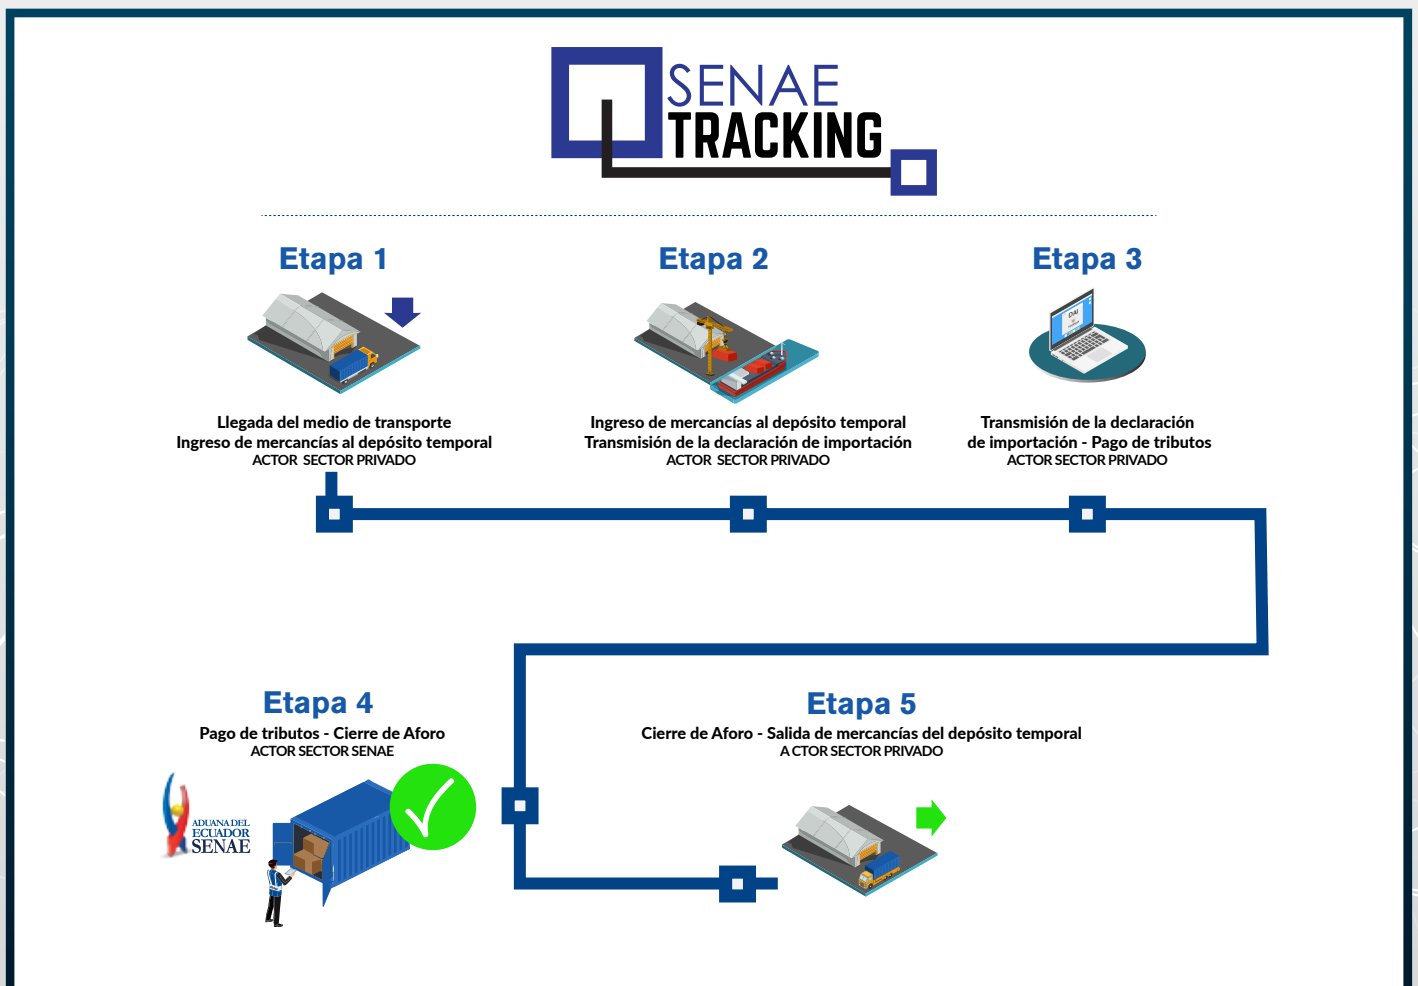 SENAE
TRACKING
Etapa 1
Llegada del medio de transporte
Ingreso de mercancías al depósito temporal
ACTOR SECTOR PRIVADO
Etapa 2
Ingreso de mercancías al depósito temporal
Transmisión de la declaración de importación
ACTOR SECTOR PRIVADO
Etapa 3
DAI
Transmisión de la declaración
de importación - Pago de tributos
ACTOR SECTOR PRIVADO
Etapa 4
Pago de tributos - Cierre de Aforo
ACTOR SECTOR SENAE
ADUANA DEL
ECUADOR
SENAE
Etapa 5
Cierre de Aforo - Salida de mercancías del depósito temporal
A CTOR SECTOR PRIVADO